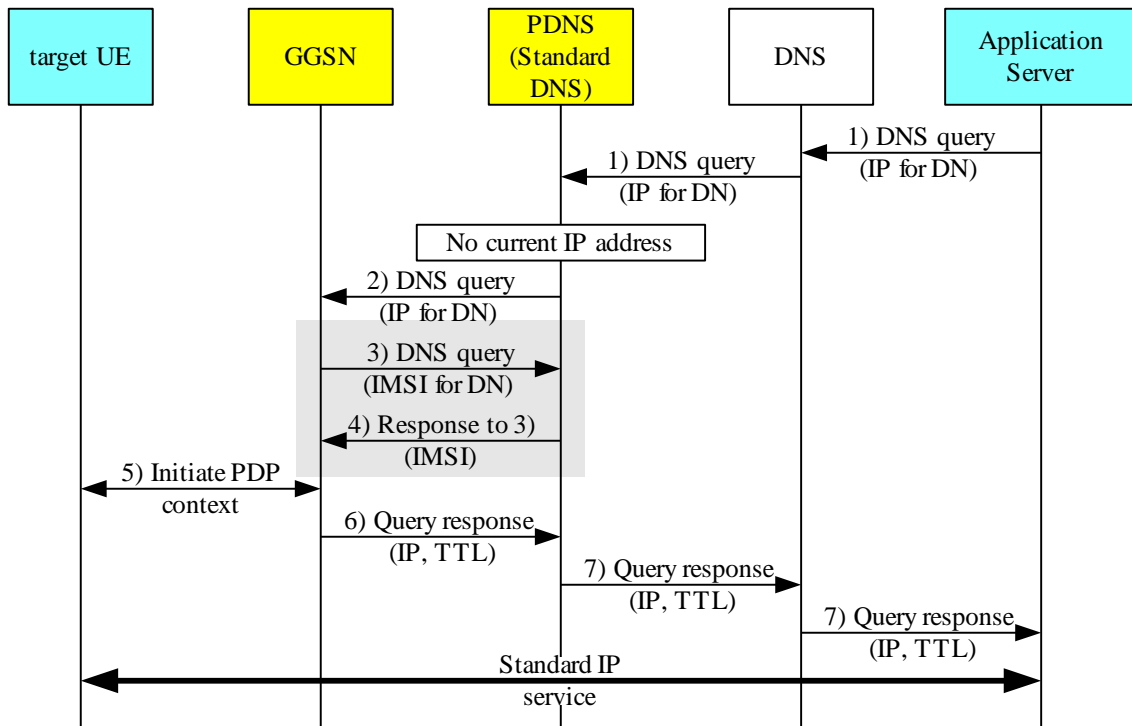 target UE
GGSN
PDNS
(Standard
DNS)
DNS
Application
Server
1) DNS query
(IP for DN)
1) DNS query
(IP for DN)
No current IP address
2) DNS query
(IP for DN)
3) DNS query
(IMSI for DN)
4) Response to 3)
(IMSI)
5) Initiate PDP
context
6) Query response
(IP, TTL)
7) Query response
(IP, TTL)
7) Query response
(IP, TTL)
Standard IP
service